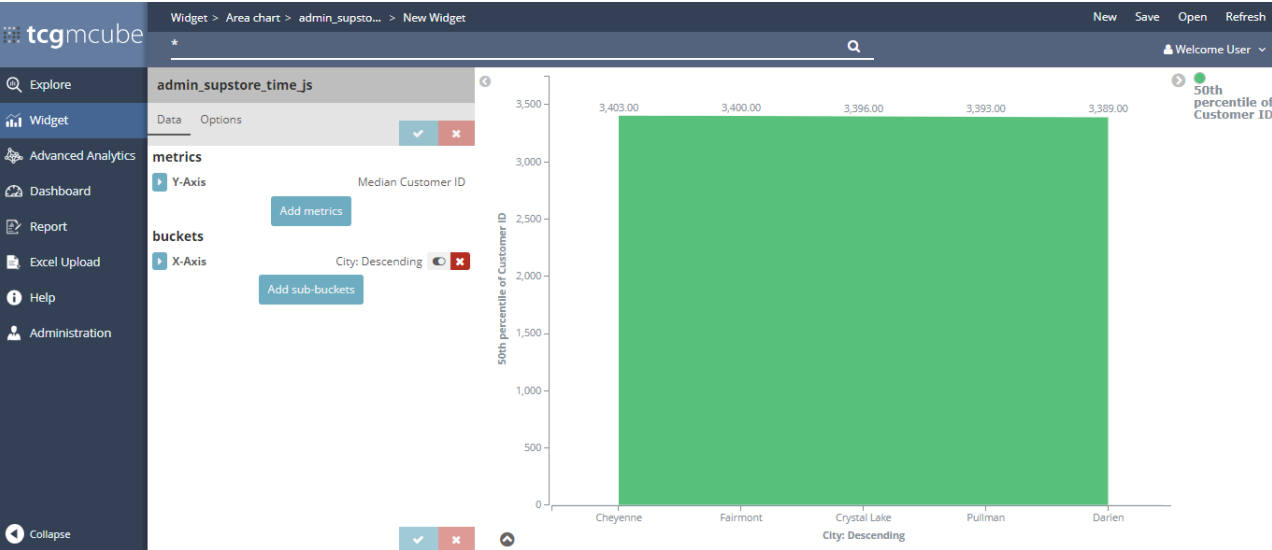 tcgmcube
Widget > Area chart > admin_supsto... > New Widget
New Save Open Refresh
*
Welcome User
Explore
Widget
Advanced Analytics
Dashboard
Report
Excel Upload
Help
Administration
Collapse
admin_supstore_time_js
Data Options
metrics
Y-Axis Median Customer ID
Add metrics
buckets
X-Axis City: Descending
Add sub-buckets
50th percentile of Customer ID
3,500
3,000
2,500
2,000
1,500
1,000
500
0
3,403.00 3,400.00 3,396.00 3,393.00 3,389.00
Cheyenne Fairmont Crystal Lake Pullman Darien
City: Descending
50th
percentile of
Customer ID